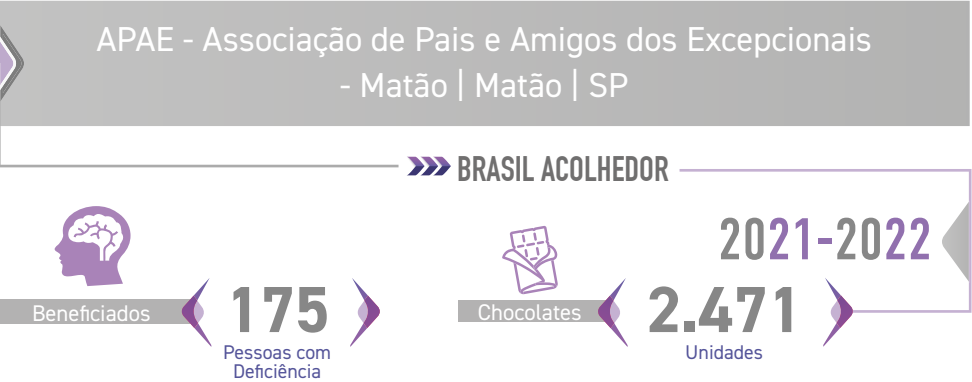 APAE - Associação de Pais e Amigos dos Excepcionais
- Matão | Matão | SP
BRASIL ACOLHEDOR
2021-2022
Beneficiados
175
Pessoas com
Deficiência
Chocolates
2.471
Unidades